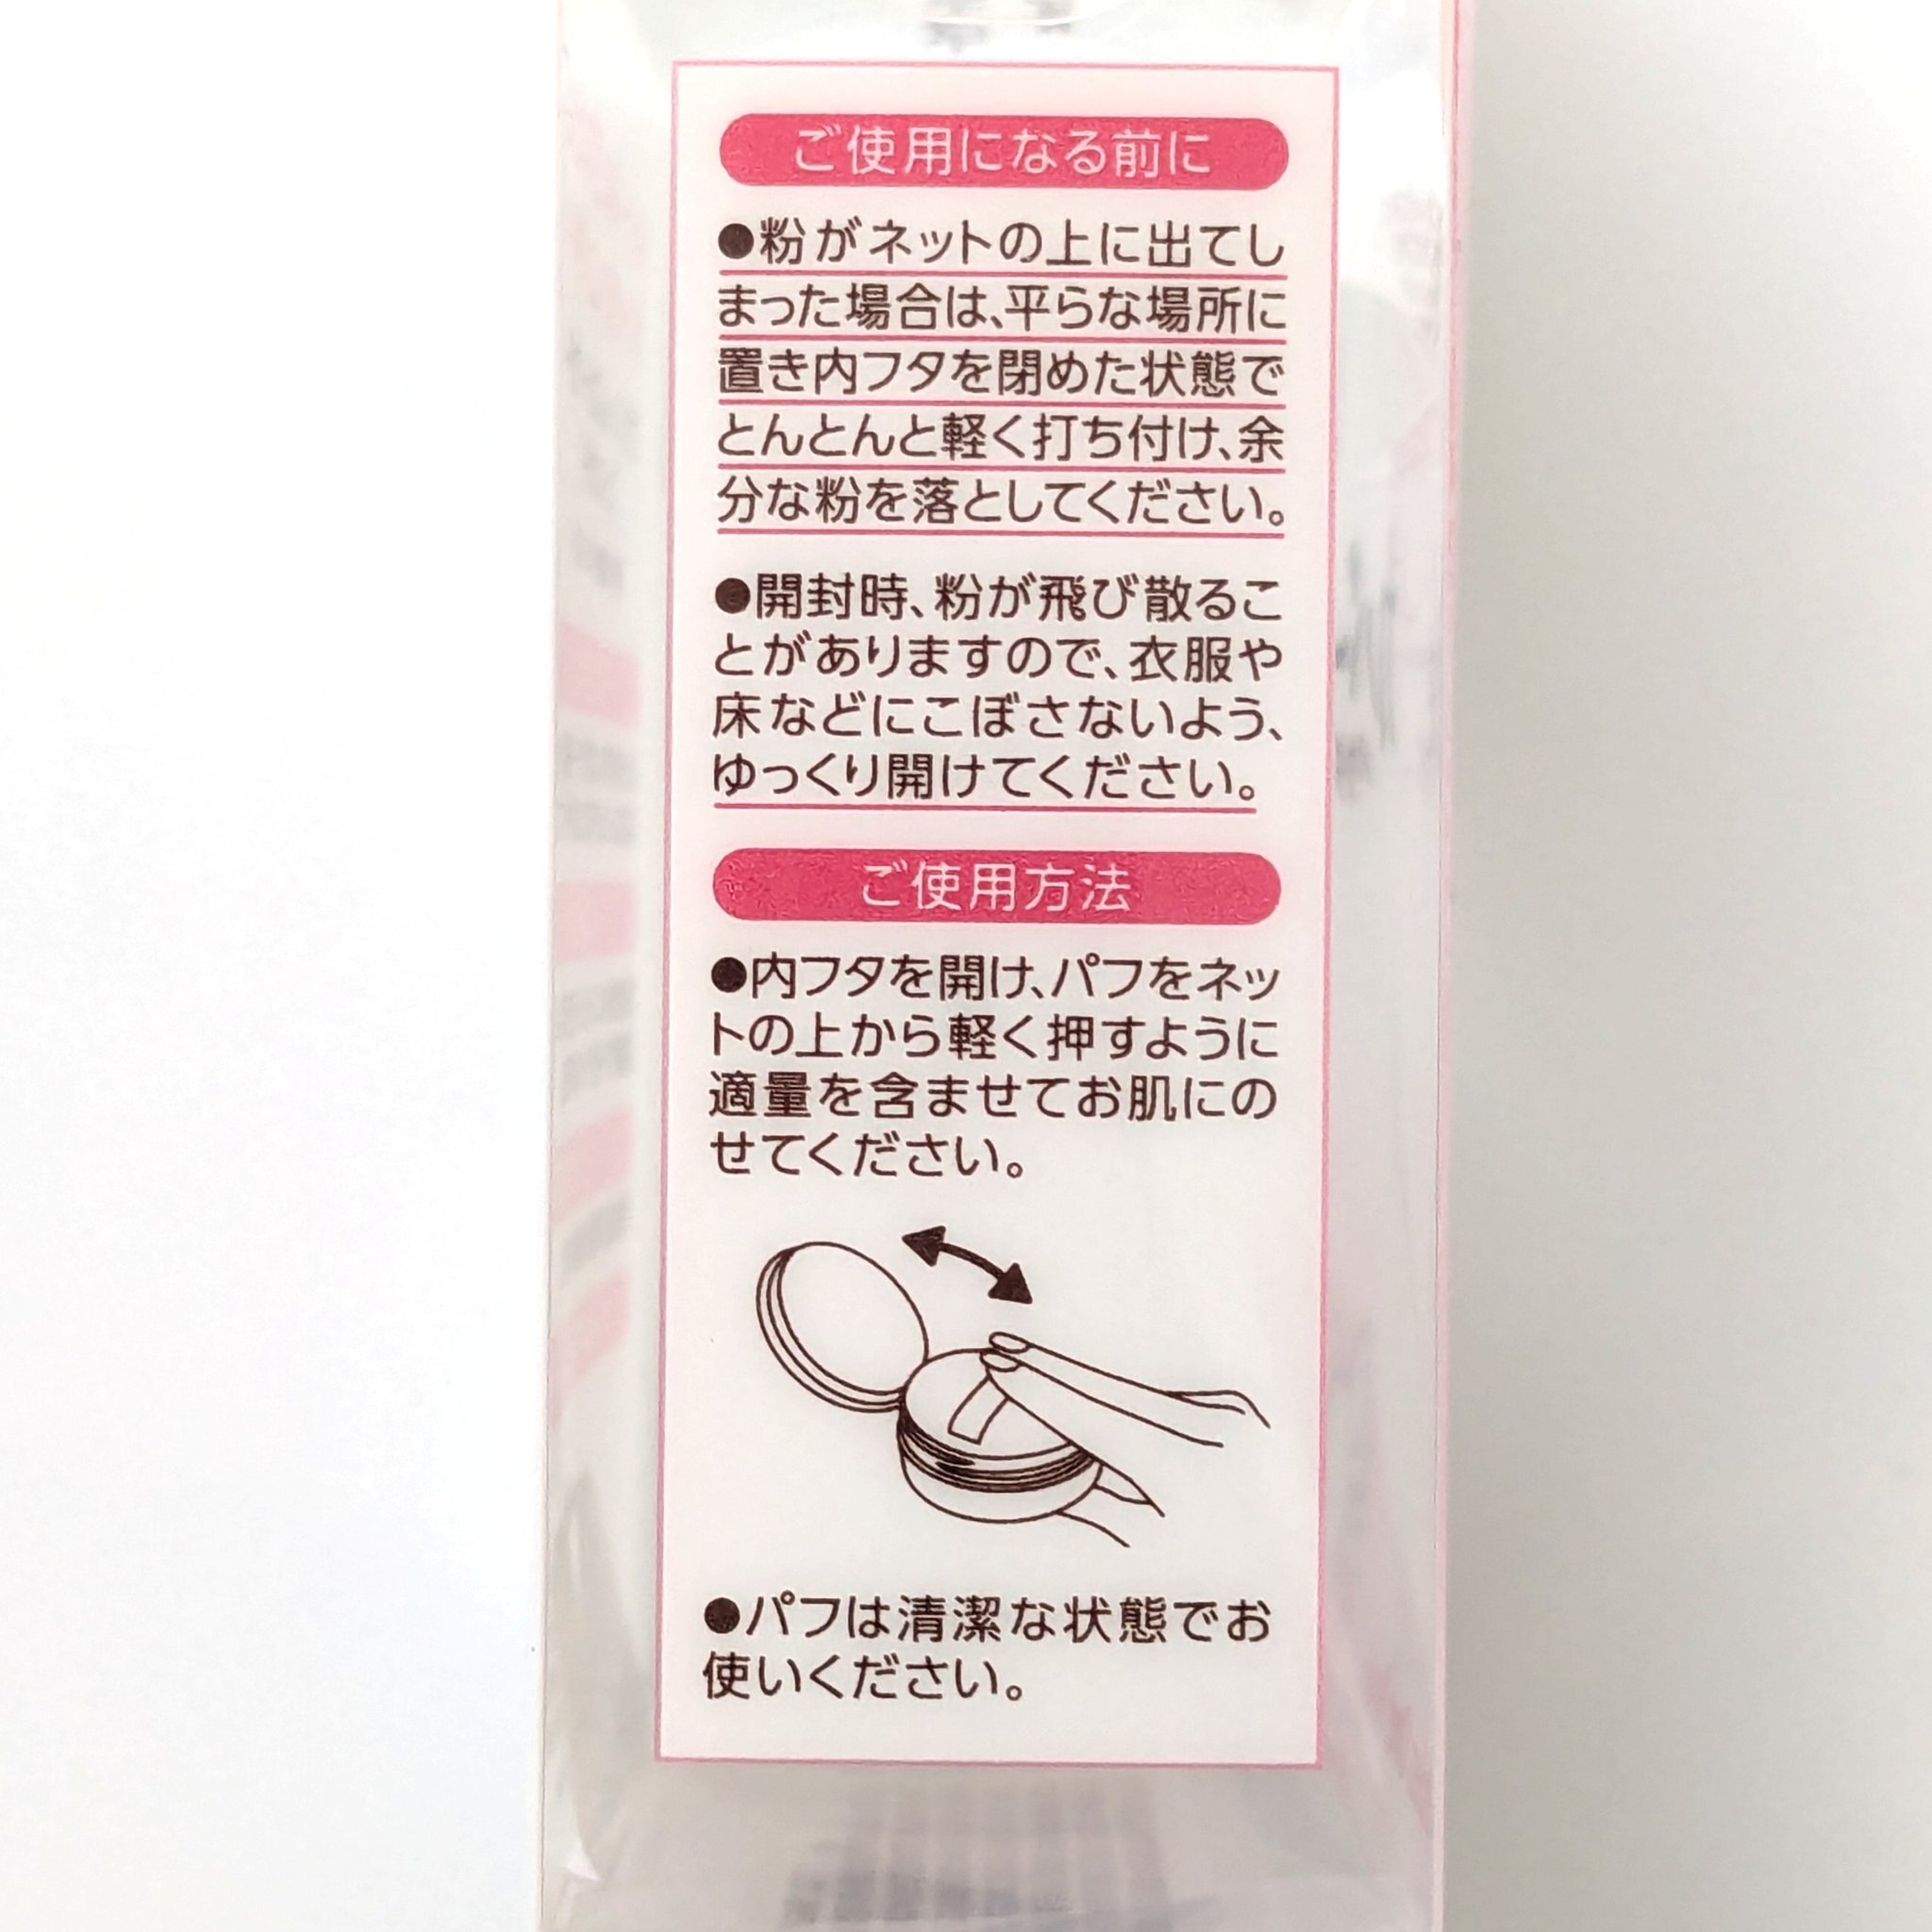 ご使用になる前に
●粉がネットの上に出てし
まった場合は、平らな場所に
置き内フタを閉めた状態で
とんとんと軽く打ち付け、余
分な粉を落としてください。
●開封時、粉が飛び散るこ
とがありますので、衣服や
床などにこぼさないよう、
ゆっくり開けてください。
ご使用方法
●内フタを開け、パフをネッ
トの上から軽く押すように
適量を含ませてお肌にの
せてください。
●パフは清潔な状態でお
使いください。